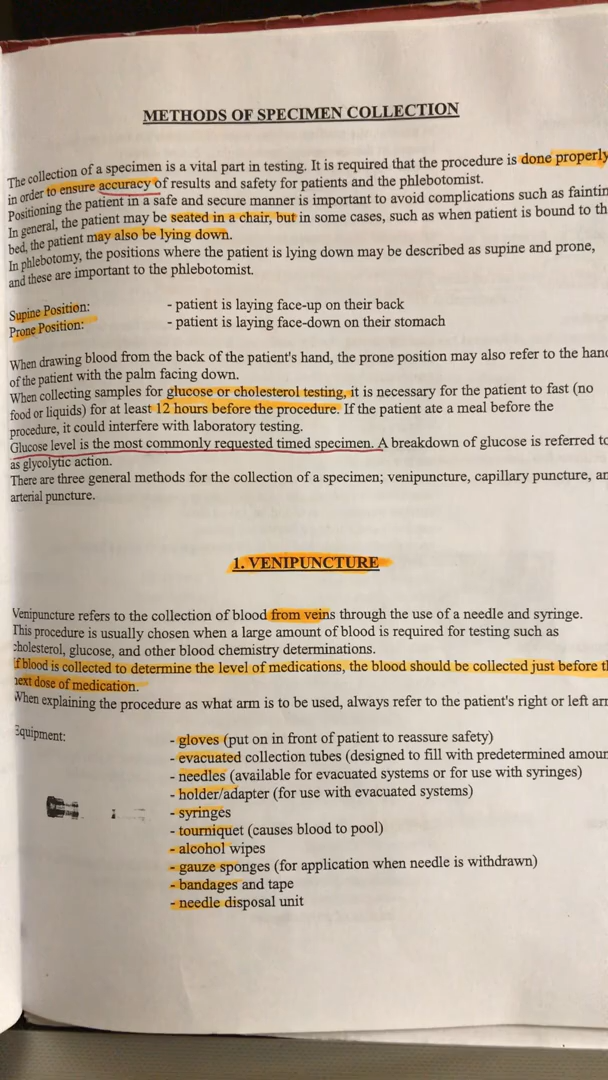 METHODS OF SPECIMEN COLLECTION
The collection of a specimen is a vital part in testing. It is required that the procedure is done properly
in order to ensure accuracy of results and safety for patients and the phlebotomist.
Positioning the patient in a safe and secure manner is important to avoid complications such as faintin
In general, the patient may be seated in a chair, but in some cases, such as when patient is bound to th
bed, the patient may also be lying down.
In phlebotomy, the positions where the patient is lying down may be described as supine and prone,
and these are important to the phlebotomist.
Supine Position: - patient is laying face-up on their back
Prone Position: - patient is laying face-down on their stomach
When drawing blood from the back of the patient's hand, the prone position may also refer to the hand
of the patient with the palm facing down.
When collecting samples for glucose or cholesterol testing, it is necessary for the patient to fast (no
food or liquids) for at least 12 hours before the procedure. If the patient ate a meal before the
procedure, it could interfere with laboratory testing.
Glucose level is the most commonly requested timed specimen. A breakdown of glucose is referred to
as glycolytic action.
There are three general methods for the collection of a specimen; venipuncture, capillary puncture, an
arterial puncture.
1. VENIPUNCTURE
Venipuncture refers to the collection of blood from veins through the use of a needle and syringe.
This procedure is usually chosen when a large amount of blood is required for testing such as
cholesterol, glucose, and other blood chemistry determinations.
If blood is collected to determine the level of medications, the blood should be collected just before th
next dose of medication.
When explaining the procedure as what arm is to be used, always refer to the patient's right or left arm
Equipment: - gloves (put on in front of patient to reassure safety)
- evacuated collection tubes (designed to fill with predetermined amoun
- needles (available for evacuated systems or for use with syringes)
- holder/adapter (for use with evacuated systems)
- syringes
- tourniquet (causes blood to pool)
- alcohol wipes
- gauze sponges (for application when needle is withdrawn)
- bandages and tape
- needle disposal unit